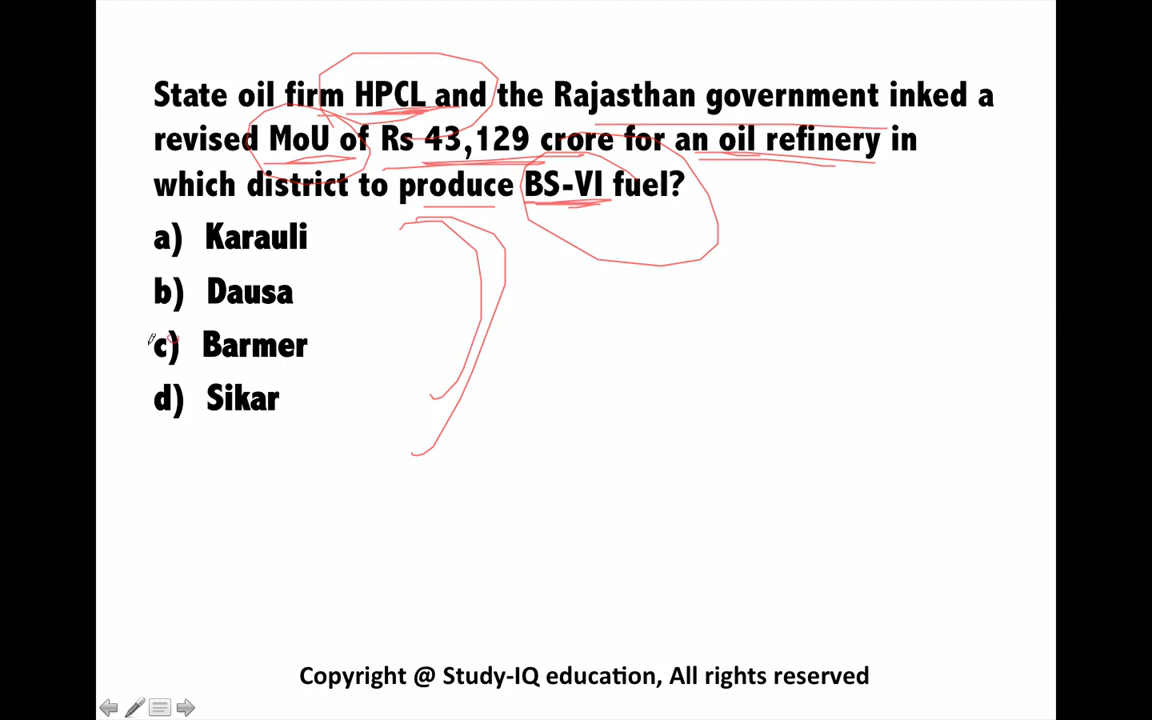 State oil firm HPCL and the Rajasthan government inked a
revised MoU of Rs 43,129 crore for an oil refinery in
which district to produce BS-VI fuel?
a) Karauli
b) Dausa
c) Barmer
d) Sikar
Copyright @ Study-IQ education, All rights reserved